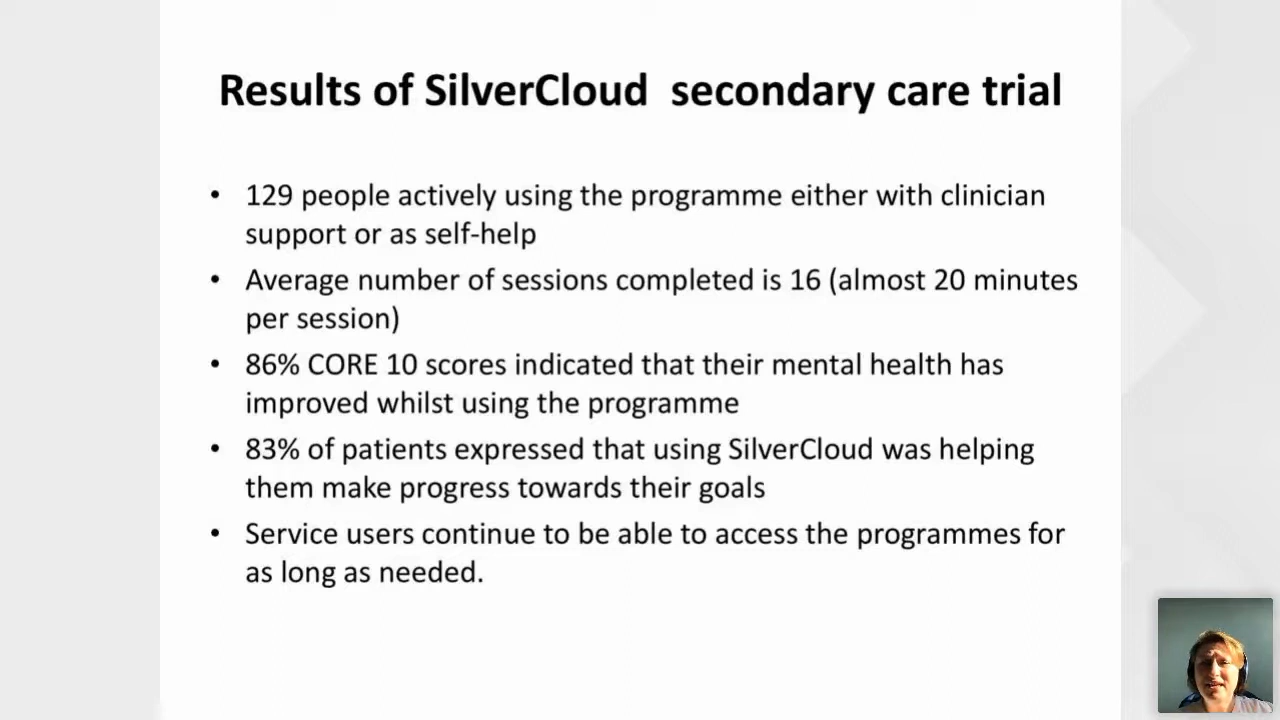 Results of SilverCloud  secondary care trial
• 129 people actively using the programme either with clinician
support or as self-help
• Average number of sessions completed is 16 (almost 20 minutes
per session)
• 86% CORE 10 scores indicated that their mental health has
improved whilst using the programme
• 83% of patients expressed that using SilverCloud was helping
them make progress towards their goals
• Service users continue to be able to access the programmes for
as long as needed.